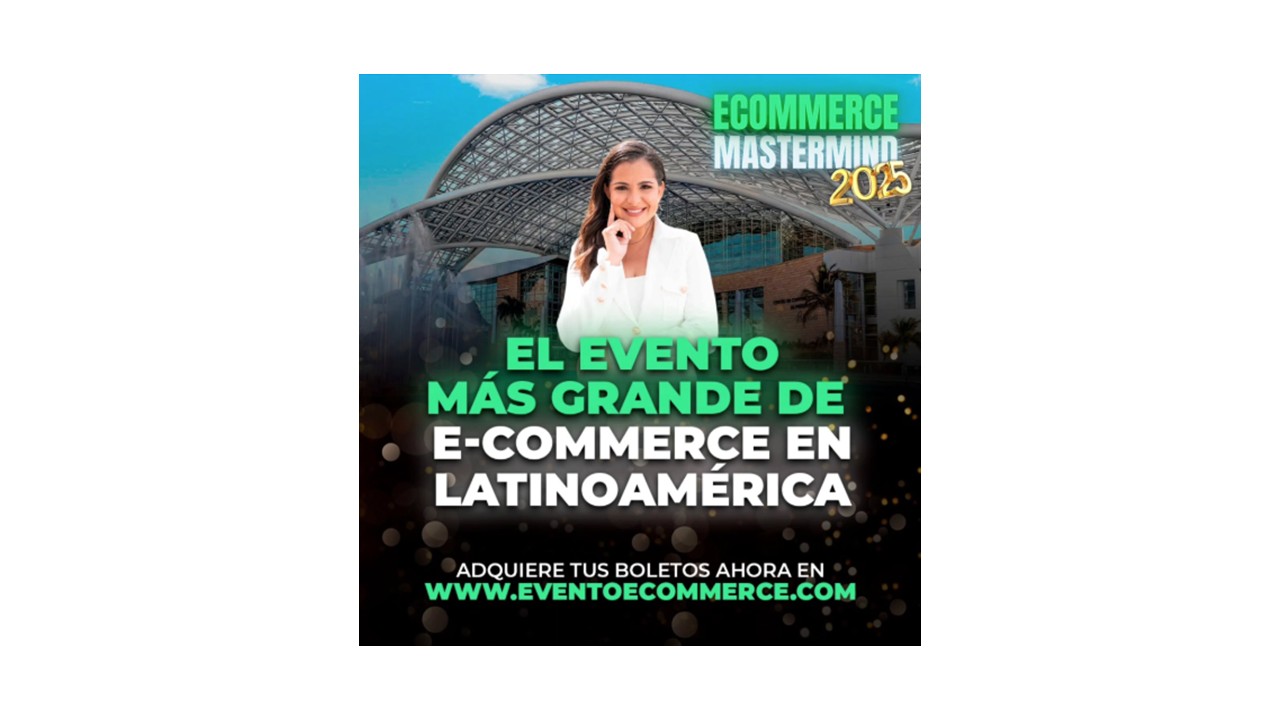 ECOMMERCE
MASTERMIND
2025
EL EVENTO
MÁS GRANDE DE
E-COMMERCE EN
LATINOAMÉRICA
ADQUIERE TUS BOLETOS AHORA EN
WWW.EVENTOECOMMERCE.COM